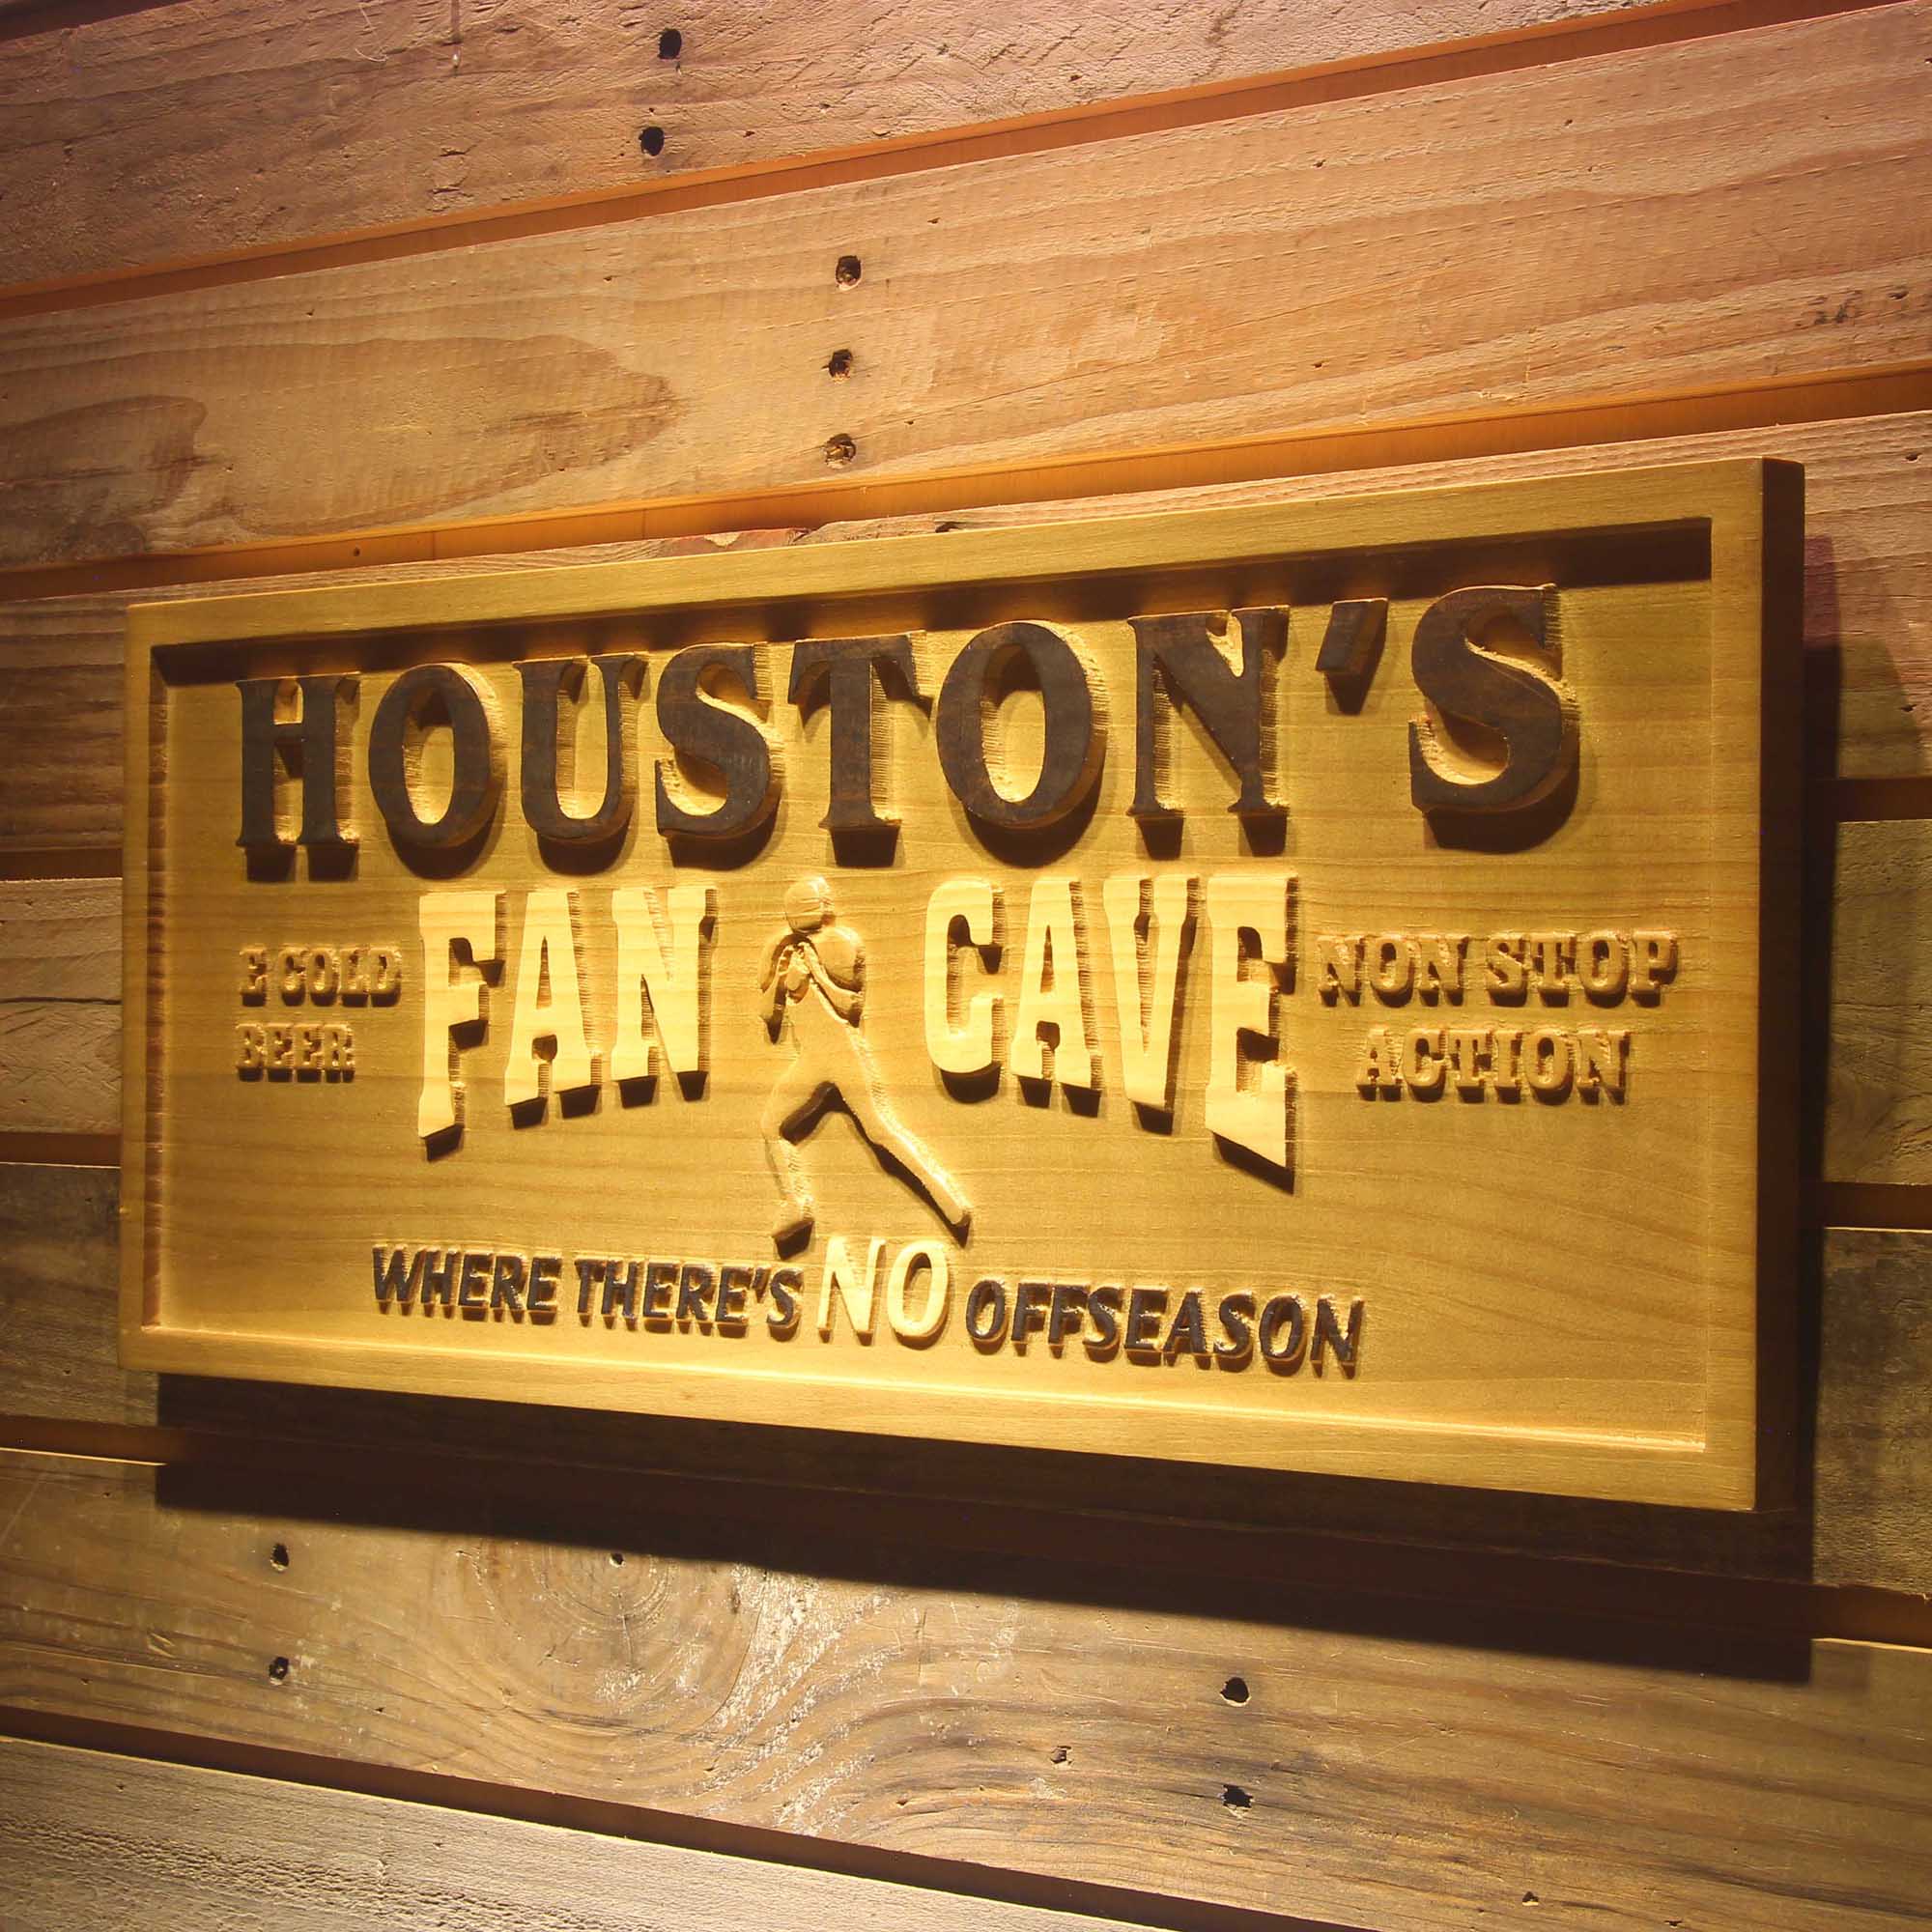 HOUSTON'S
E COLD
BEER
FAN CAVE
NON STOP
ACTION
WHERE THERE'S NO OFFSEASON